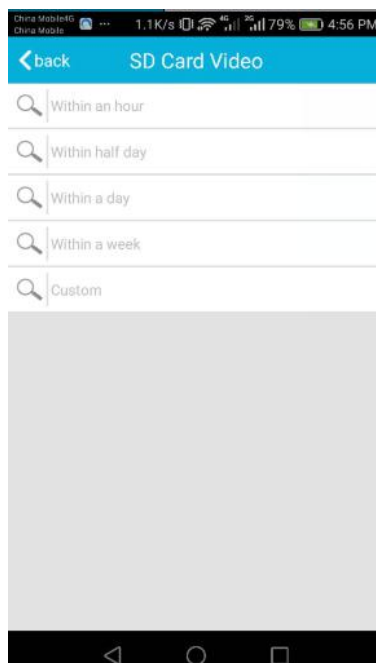 China Mobile4G
China Mobile
1.1K/s 4G 2G 79% 4:56 PM
back SD Card Video
Within an hour
Within half day
Within a day
Within a week
Custom